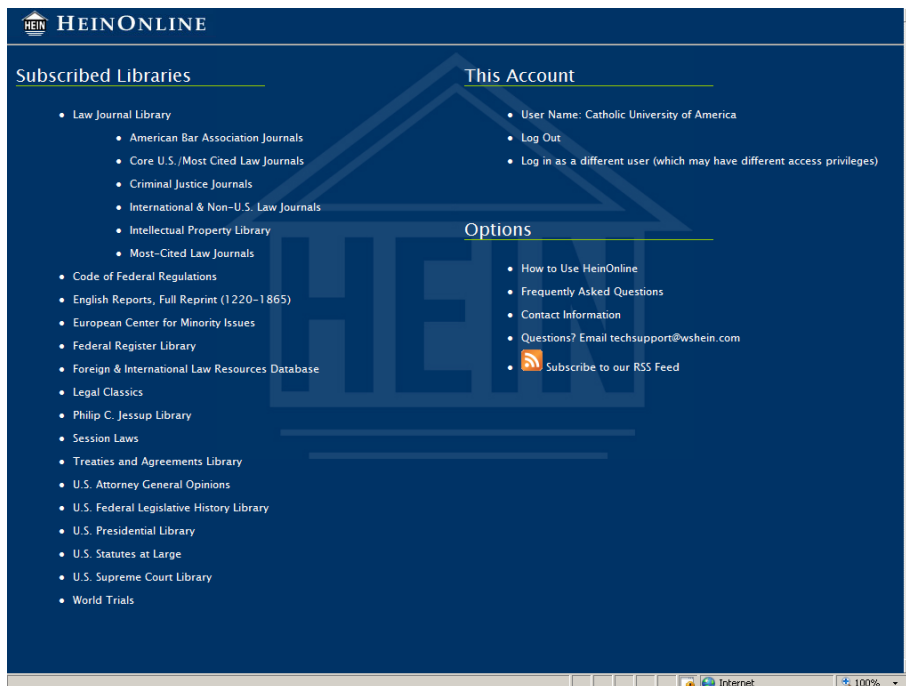 HEIN HEINONLINE
Subscribed Libraries
Law Journal Library
American Bar Association Journals
Core U.S./Most Cited Law Journals
Criminal Justice Journals
International & Non-U.S. Law Journals
Intellectual Property Library
Most-Cited Law Journals
Code of Federal Regulations
English Reports, Full Reprint (1220-1865)
European Center for Minority Issues
Federal Register Library
Foreign & International Law Resources Database
Legal Classics
Philip C. Jessup Library
Session Laws
Treaties and Agreements Library
U.S. Attorney General Opinions
U.S. Federal Legislative History Library
U.S. Presidential Library
U.S. Statutes at Large
U.S. Supreme Court Library
World Trials
This Account
User Name: Catholic University of America
Log Out
Log in as a different user (which may have different access privileges)
Options
How to Use HeinOnline
Frequently Asked Questions
Contact Information
Questions? Email techsupport@wshein.com
Subscribe to our RSS Feed
HEIN
Internet
100%